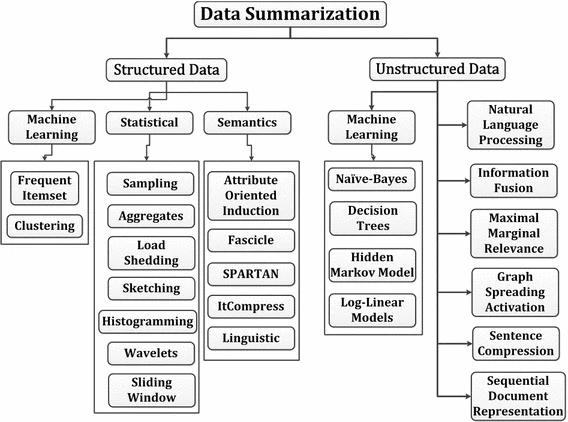 Data Summarization
Structured Data
Unstructured Data
Machine
Learning
Statistical
Semantics
Frequent
Itemset
Clustering
Sampling
Aggregates
Load
Shedding
Sketching
Histogramming
Wavelets
Sliding
Window
Attribute
Oriented
Induction
Fascicle
SPARTAN
ItCompress
Linguistic
Machine
Learning
Naïve-Bayes
Decision
Trees
Hidden
Markov Model
Log-Linear
Models
Natural
Language
Processing
Information
Fusion
Maximal
Marginal
Relevance
Graph
Spreading
Activation
Sentence
Compression
Sequential
Document
Representation